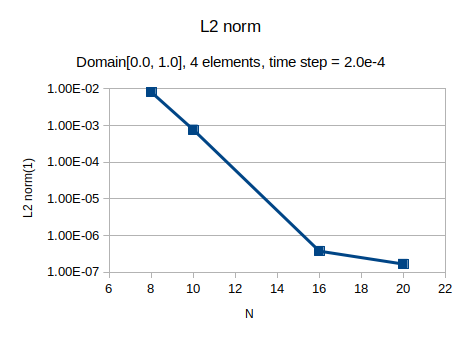 L2 norm
Domain[0.0, 1.0], 4 elements, time step = 2.0e-4
1.00E-02
1.00E-03
1.00E-04
1.00E-05
1.00E-06
1.00E-07
L2 norm(1)
6 8 10 12 14 16 18 20 22
N